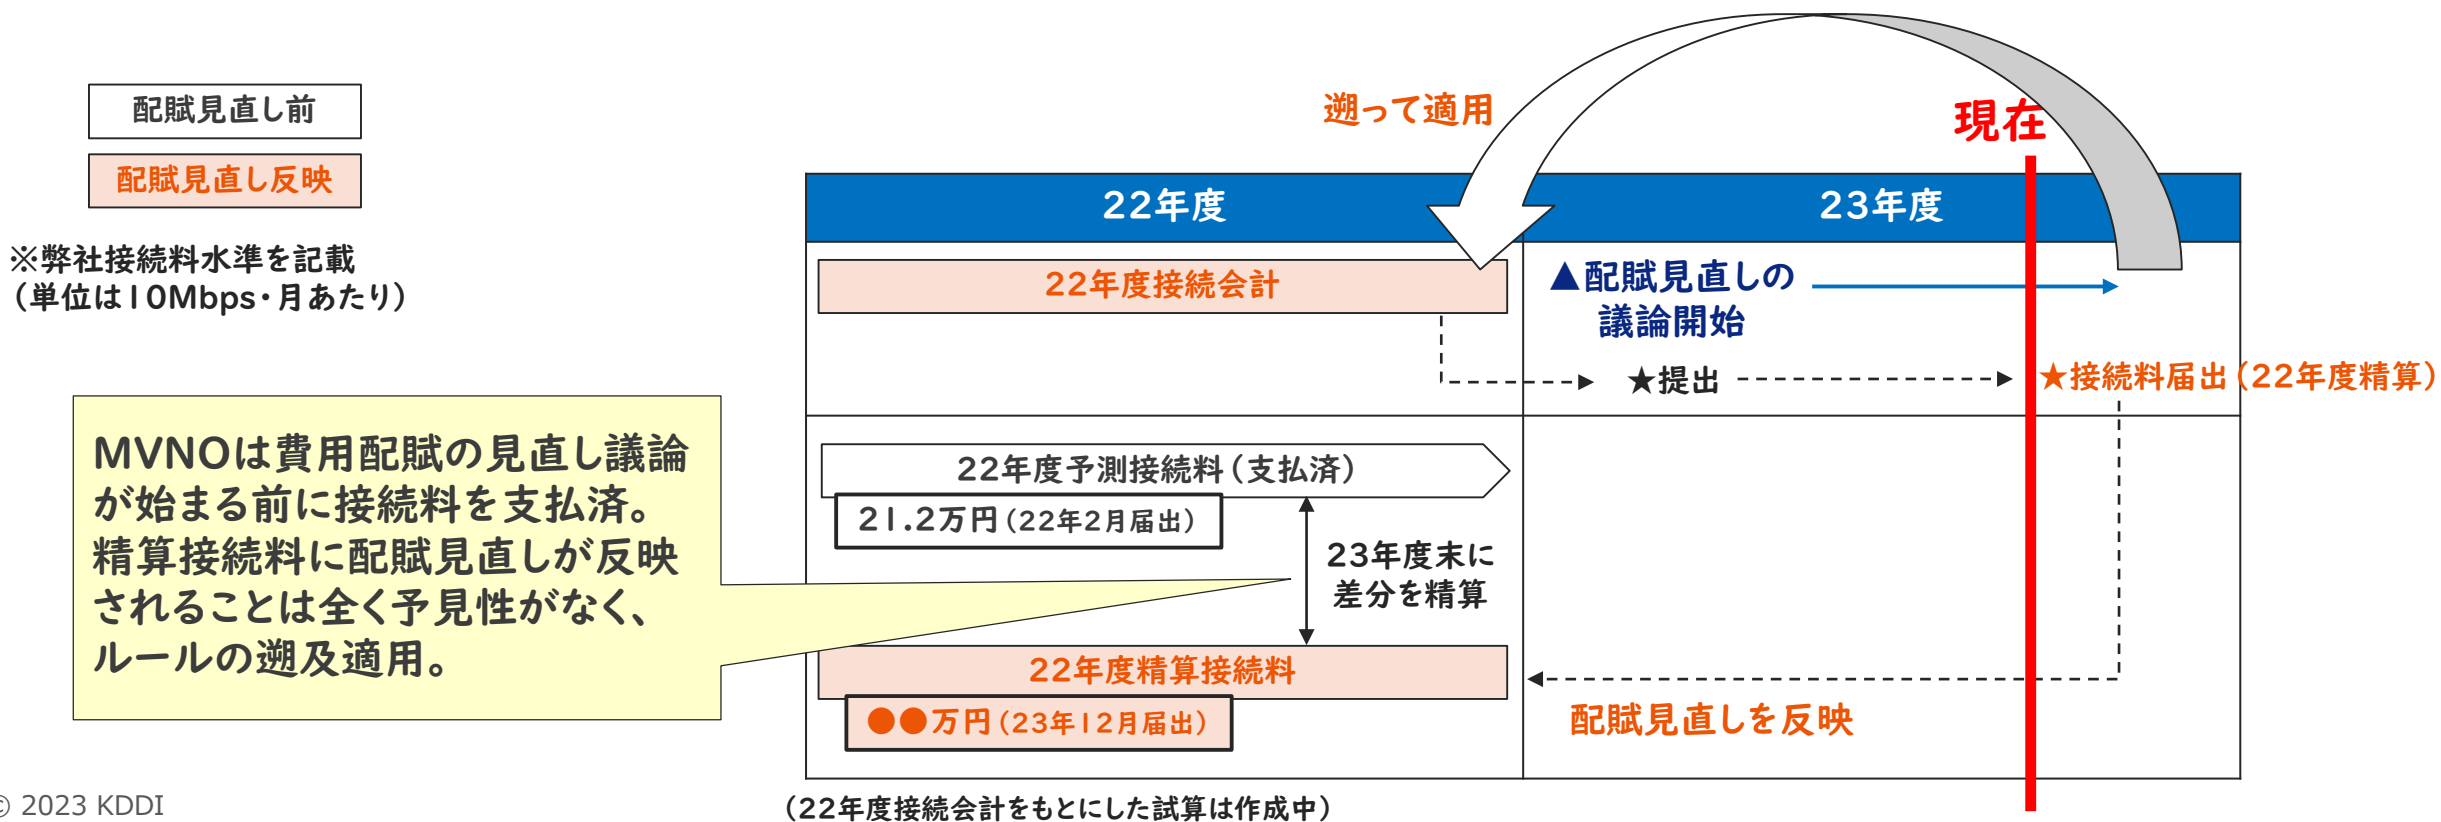 配賦見直し前
配賦見直し反映
※弊社接続料水準を記載
（単位は10Mbps・月あたり）
遡って適用
現在
22年度
23年度
22年度接続会計
▲配賦見直しの
議論開始
★提出
★接続料届出（22年度精算）
MVNOは費用配賦の見直し議論
が始まる前に接続料を支払済。
精算接続料に配賦見直しが反映
されることは全く予見性がなく、
ルールの遡及適用。
22年度予測接続料（支払済）
21.2万円（22年2月届出）
23年度末に
差分を精算
22年度精算接続料
●●万円（23年12月届出）
配賦見直しを反映
（22年度接続会計をもとにした試算は作成中）
© 2023 KDDI